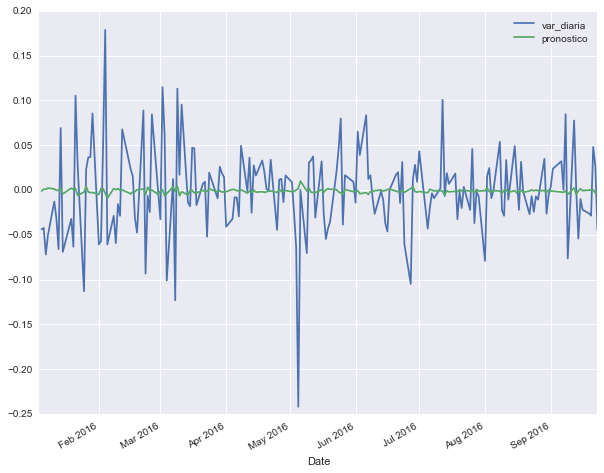 0.20
var_diaria
pronostico
0.15
0.10
0.05
0.00
−0.05
−0.10
−0.15
−0.20
−0.25
Feb 2016
Mar 2016
Apr 2016
May 2016
Jun 2016
Jul 2016
Aug 2016
Sep 2016
Date